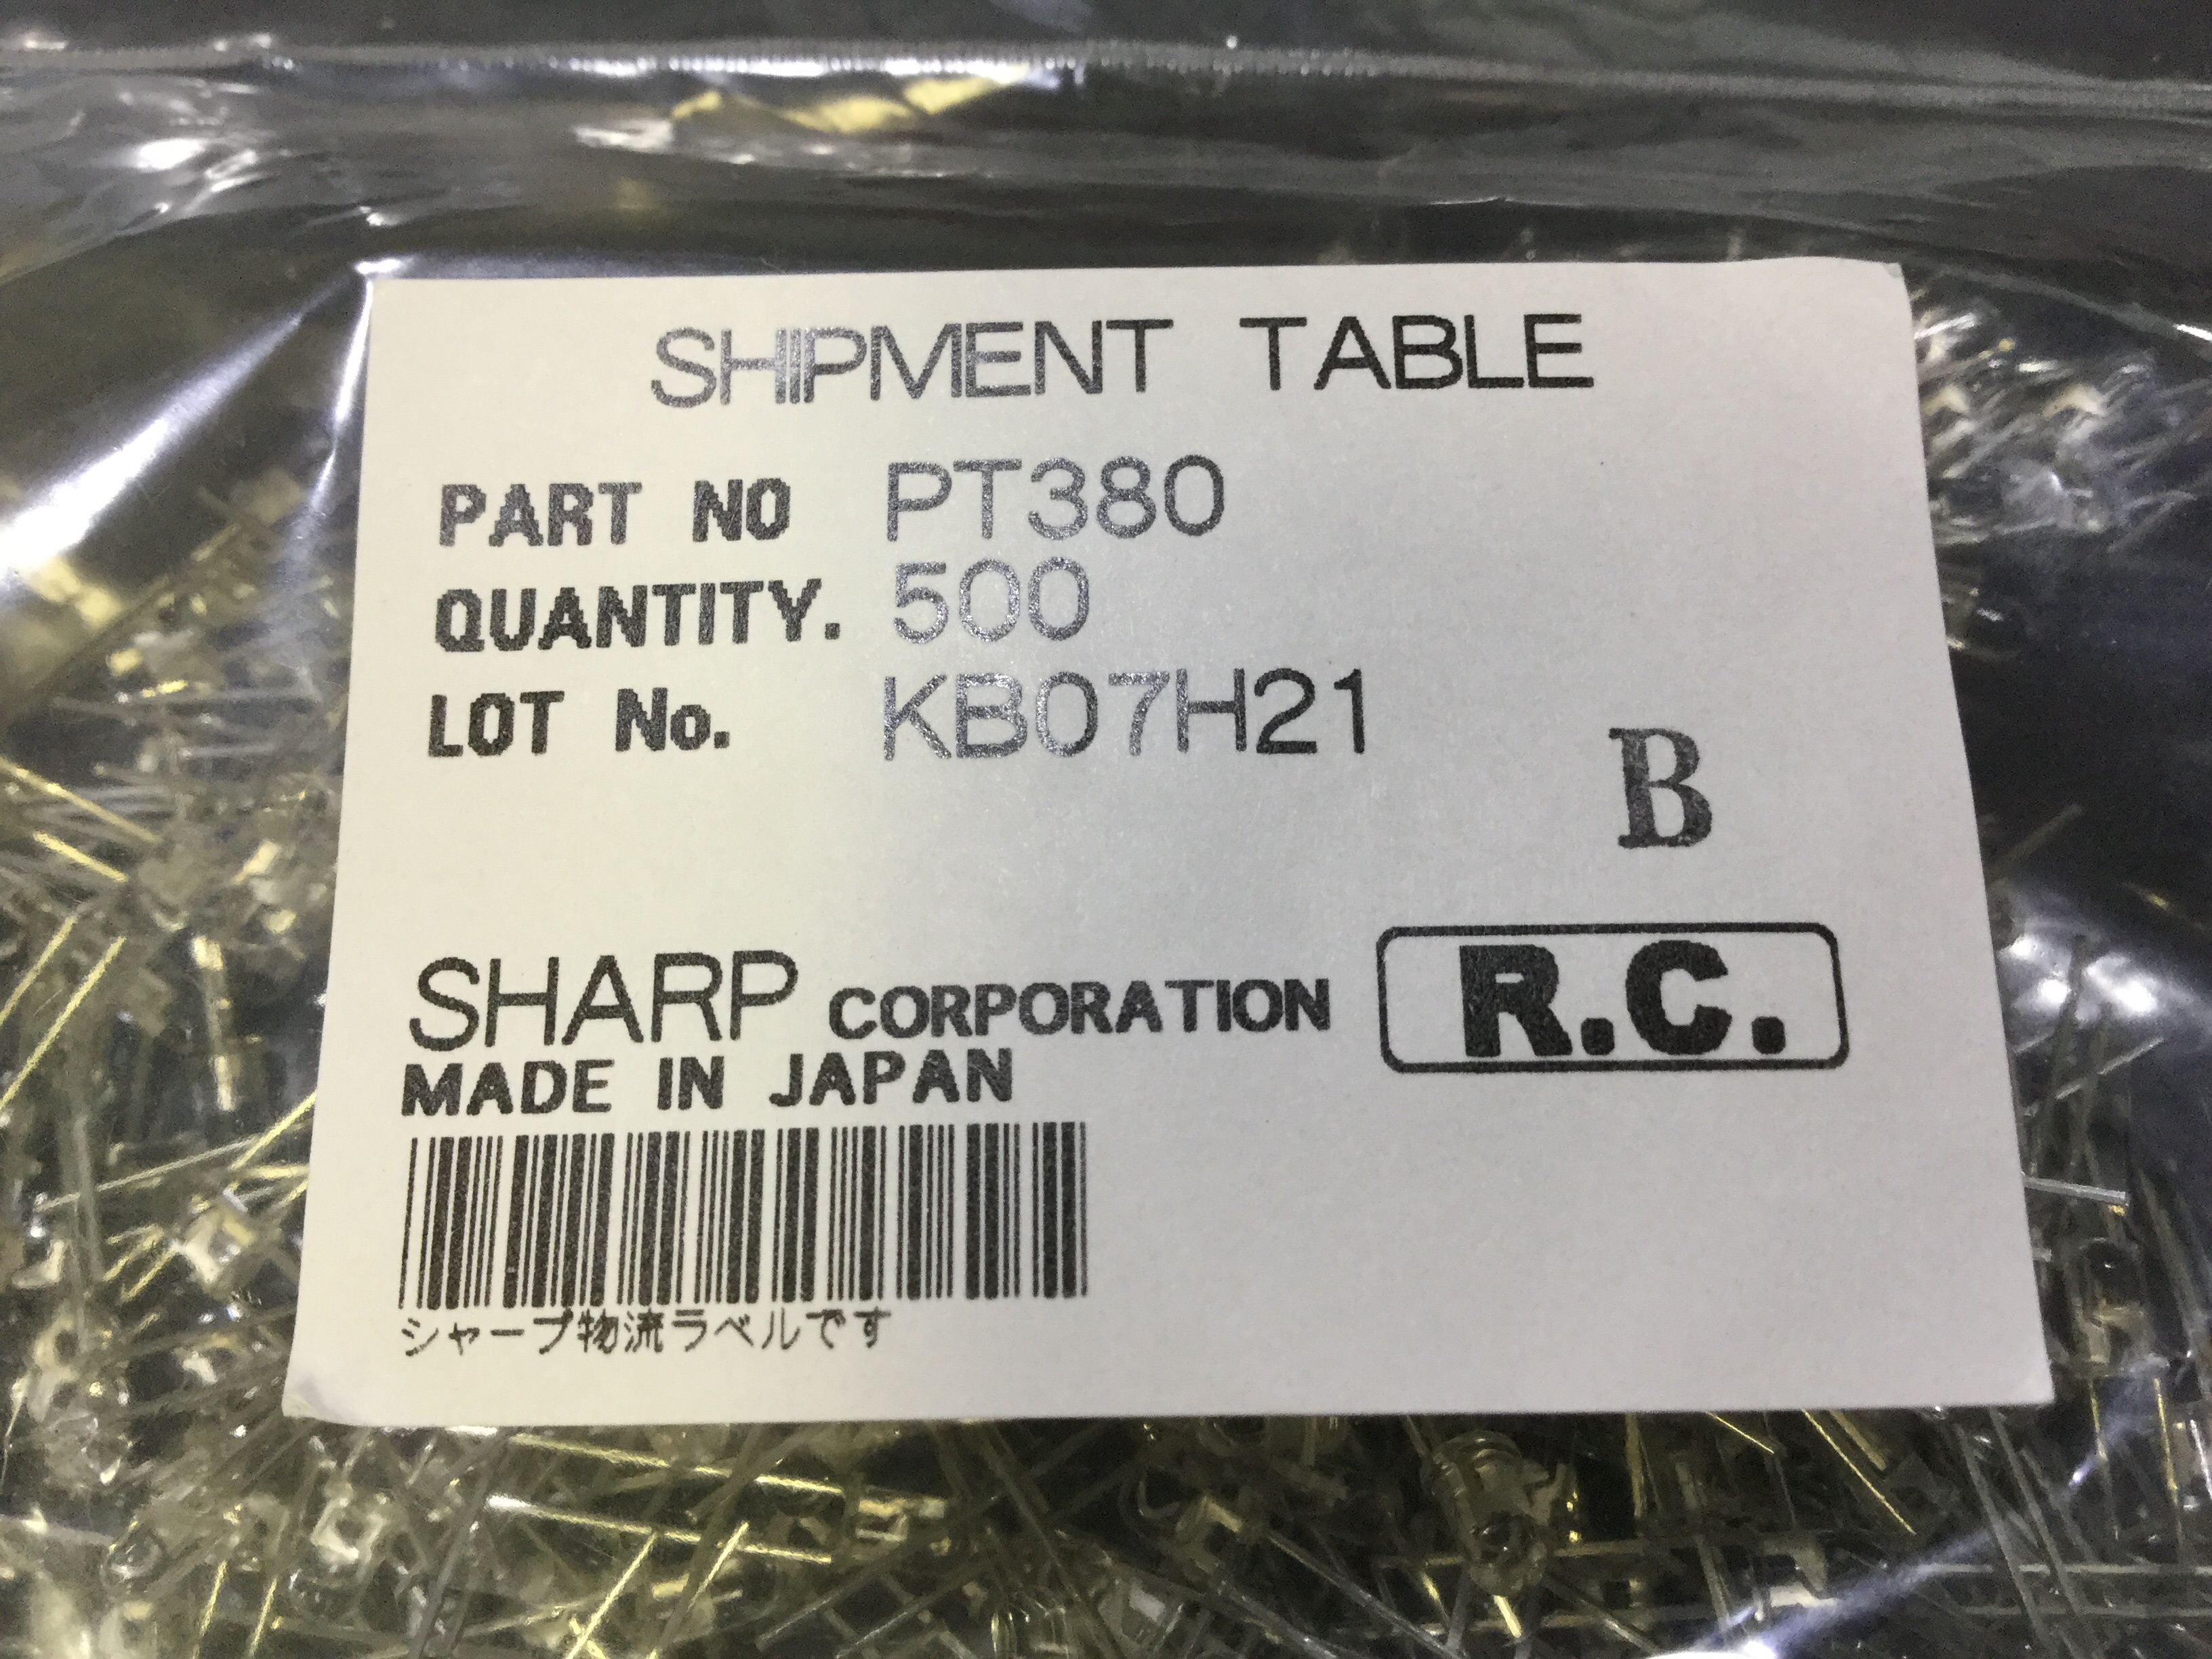 SHIPMENT TABLE
PART NO PT380
QUANTITY. 500
LOT No. KB07H21
B
SHARP CORPORATION R.C.
MADE IN JAPAN
シャープ物流ラベルです